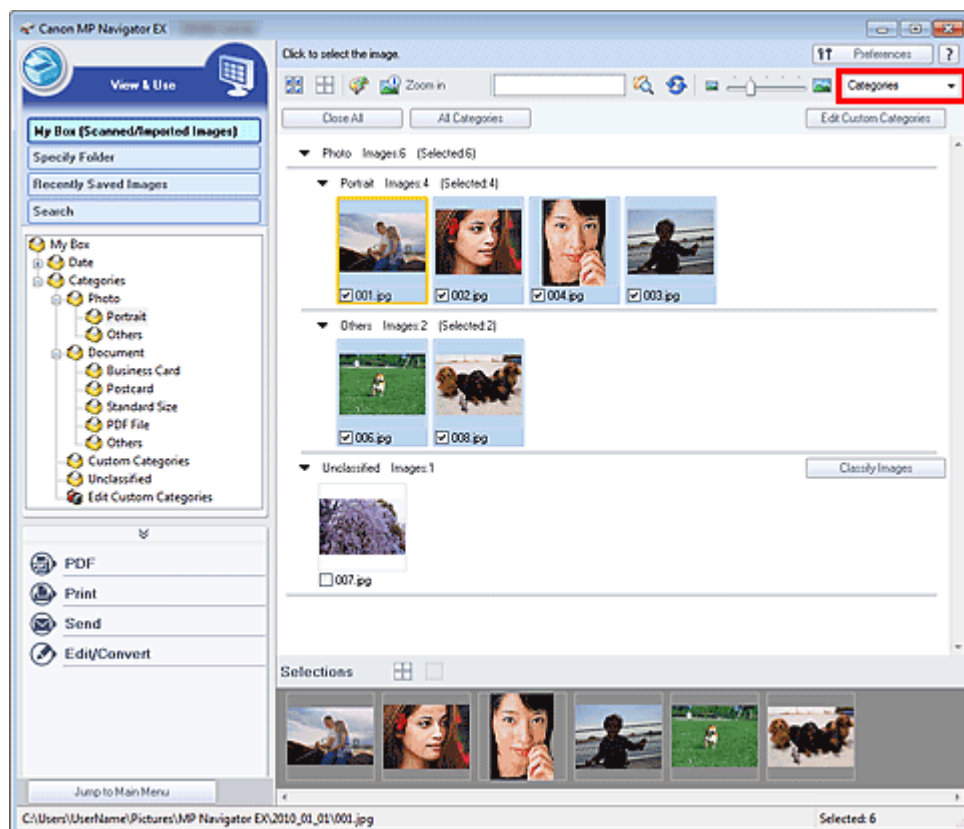 Canon MP Navigator EX
View & Use
Click to select the image.
Preferences
?
Zoom in
Categories
Close All
All Categories
Edit Custom Categories
My Box (Scanned/Imported Images)
Specify Folder
Recently Saved Images
Search
My Box
Date
Categories
Photo
Portrait
Others
Document
Business Card
Postcard
Standard Size
PDF File
Others
Custom Categories
Unclassified
Edit Custom Categories
PDF
Print
Send
Edit/Convert
Jump to Main Menu
Photo Images:6 (Selected:6)
Portrait Images:4 (Selected:4)
001.jpg
002.jpg
004.jpg
003.jpg
Others Images:2 (Selected:2)
006.jpg
008.jpg
Unclassified Images:1
Classify Images
007.jpg
Selections
C:\Users\UserName\Pictures\MP Navigator EX\2010_01_01\001.jpg
Selected: 6